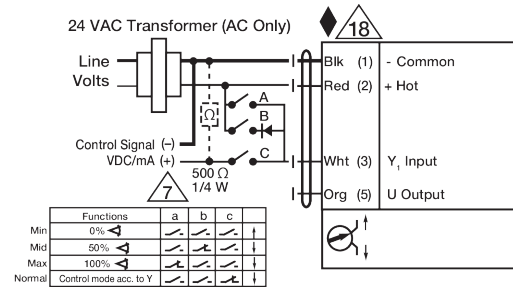 24 VAC Transformer (AC Only)
18
Line
Volts
Blk (1) - Common
Red (2) + Hot
A
B
C
Ω
Control Signal (–)
VDC/mA (+)
500 Ω
1/4 W
Wht (3) Y1 Input
Org (5) U Output
7
Functions a b c
Min 0%
Mid 50%
Max 100%
Normal Control mode acc. to Y